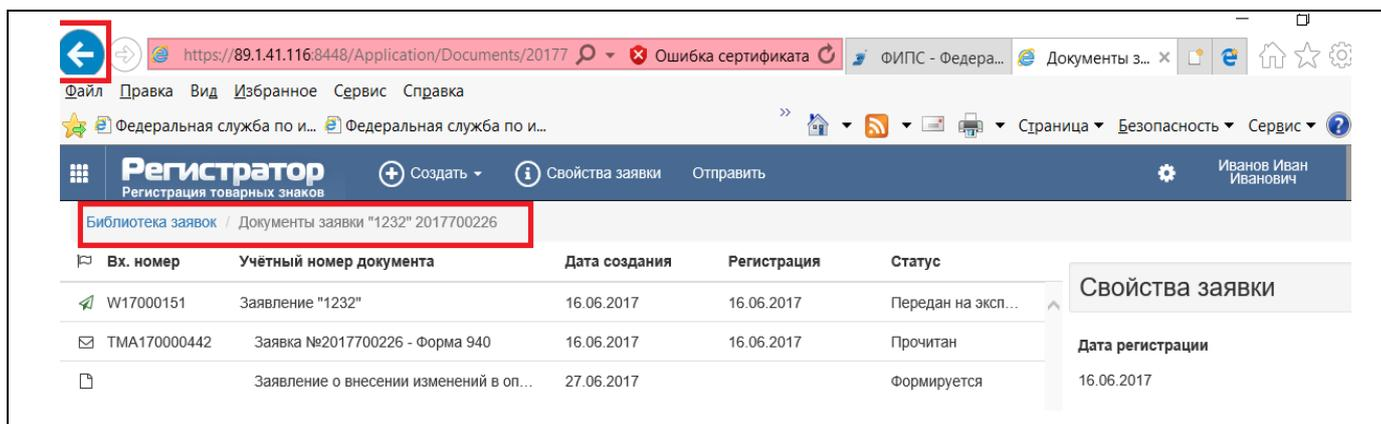 https://89.1.41.116:8448/Application/Documents/20177 Ошибка сертификата ФИПС - Федера... Документы з...
Файл Правка Вид Избранное Сервис Справка
Федеральная служба по и... Федеральная служба по и... » Страница Безопасность Сервис
Регистратор Создать Свойства заявки Отправить Иванов Иван
Регистрация товарных знаков Иванович
Библиотека заявок / Документы заявки "1232" 2017700226
Вх. номер Учётный номер документа Дата создания Регистрация Статус
Свойства заявки
W17000151 Заявление "1232" 16.06.2017 16.06.2017 Передан на эксп...
TMA170000442 Заявка №2017700226 - Форма 940 16.06.2017 16.06.2017 Прочитан
Дата регистрации
Заявление о внесении изменений в оп... 27.06.2017 Формируется
16.06.2017